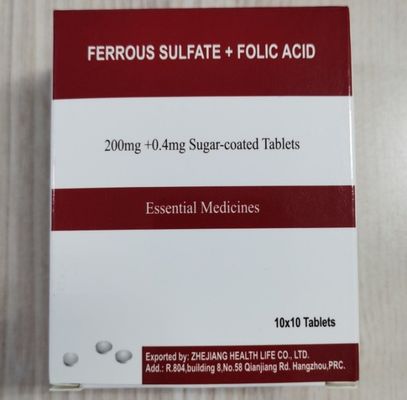 FERROUS SULFATE + FOLIC ACID
200mg +0.4mg Sugar-coated Tablets
Essential Medicines
10x10 Tablets
Exported by: ZHEJIANG HEALTH LIFE CO., LTD.
Add.: R.804,building 8,No.58 Qianjiang Rd. Hangzhou,PRC.